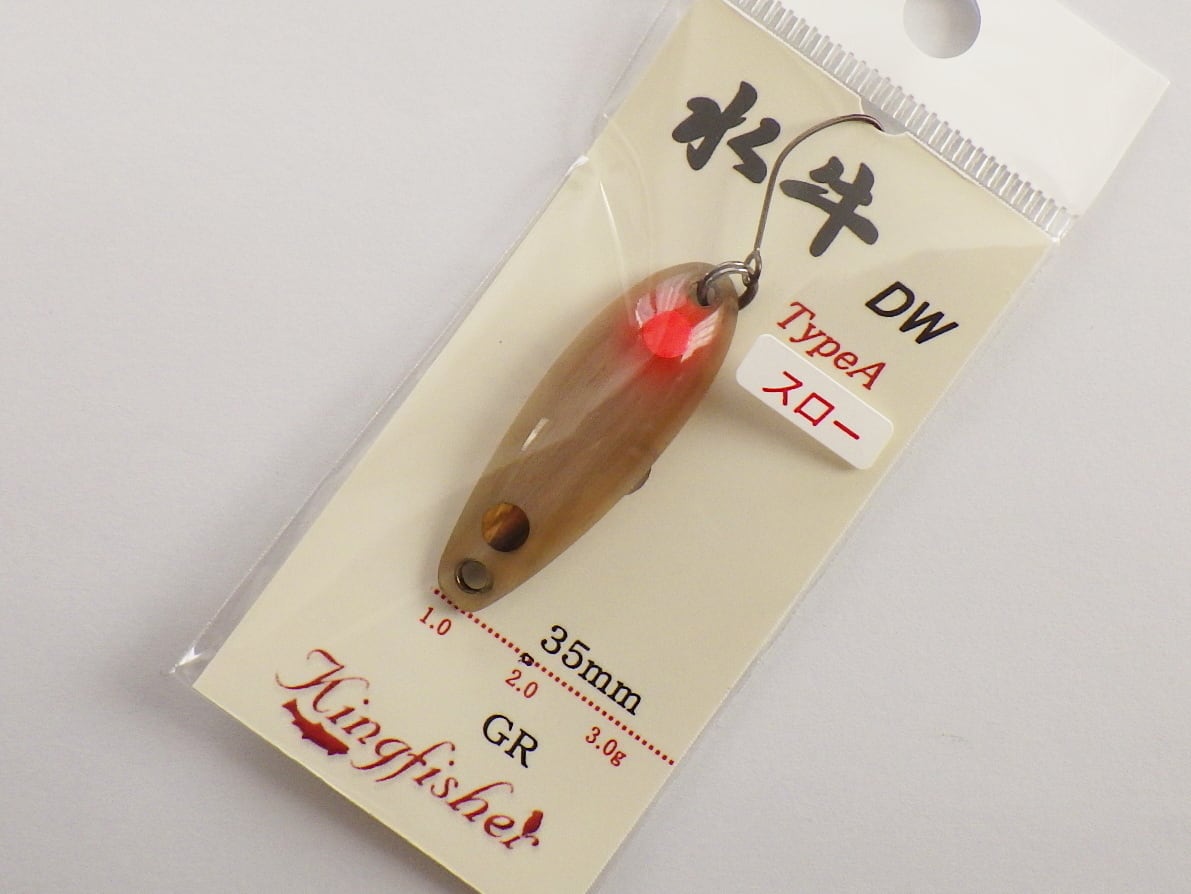 水牛
DW
TypeA
スロー
35mm
1.0
2.0
3.0g
GR
Kingfisher